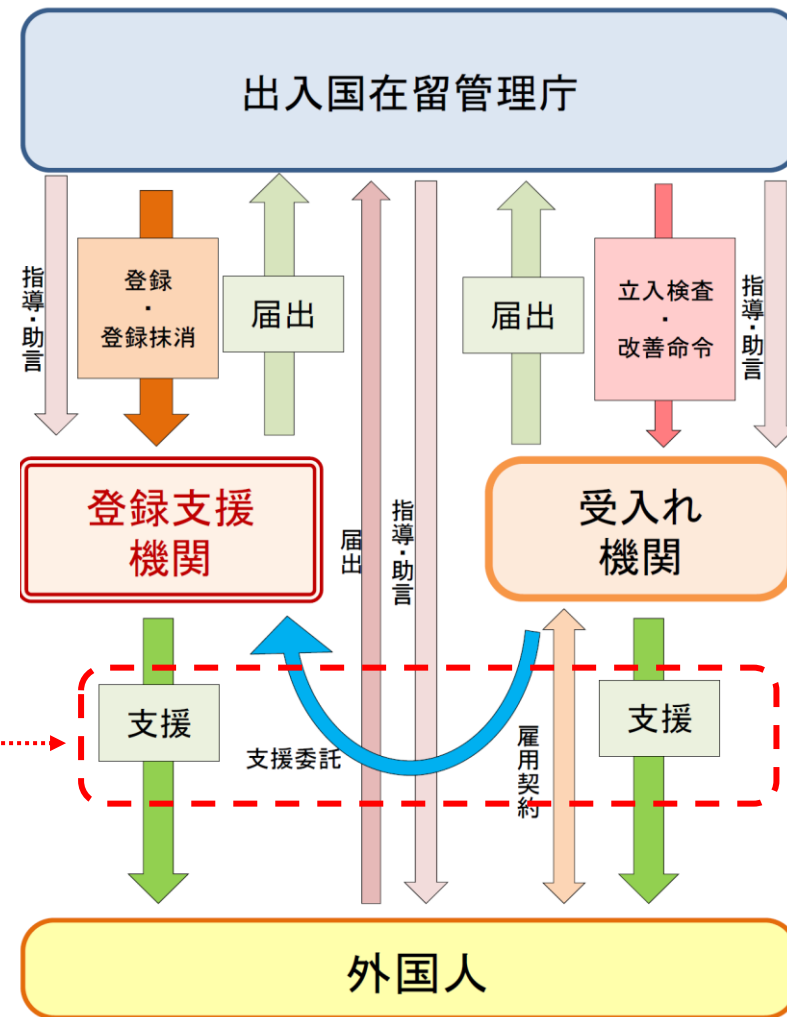 出入国在留管理庁
指導・助言
登録
・
登録抹消
届出
届出
立入検査
・
改善命令
指導・助言
登録支援
機関
届出
指導・助言
受入れ
機関
支援
支援委託
雇用契約
支援
外国人